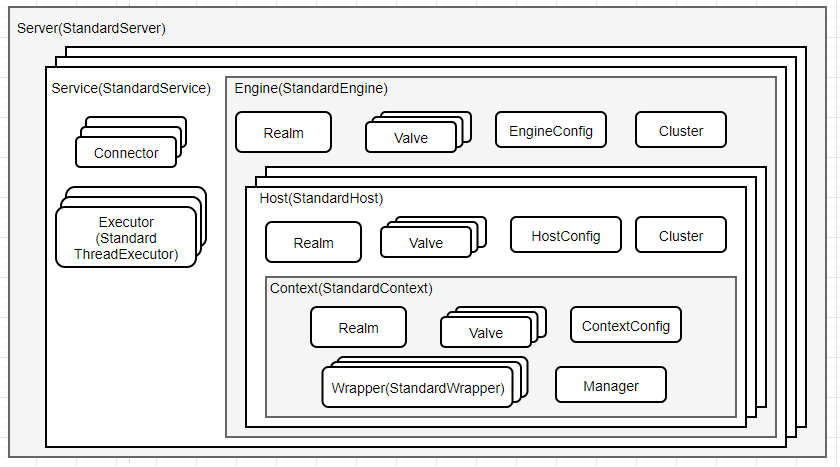 Server(StandardServer)
Service(StandardService)
Engine(StandardEngine)
Connector
Executor
(Standard
ThreadExecutor)
Realm
Valve
EngineConfig
Cluster
Host(StandardHost)
Realm
Valve
HostConfig
Cluster
Context(StandardContext)
Realm
Valve
ContextConfig
Wrapper(StandardWrapper)
Manager